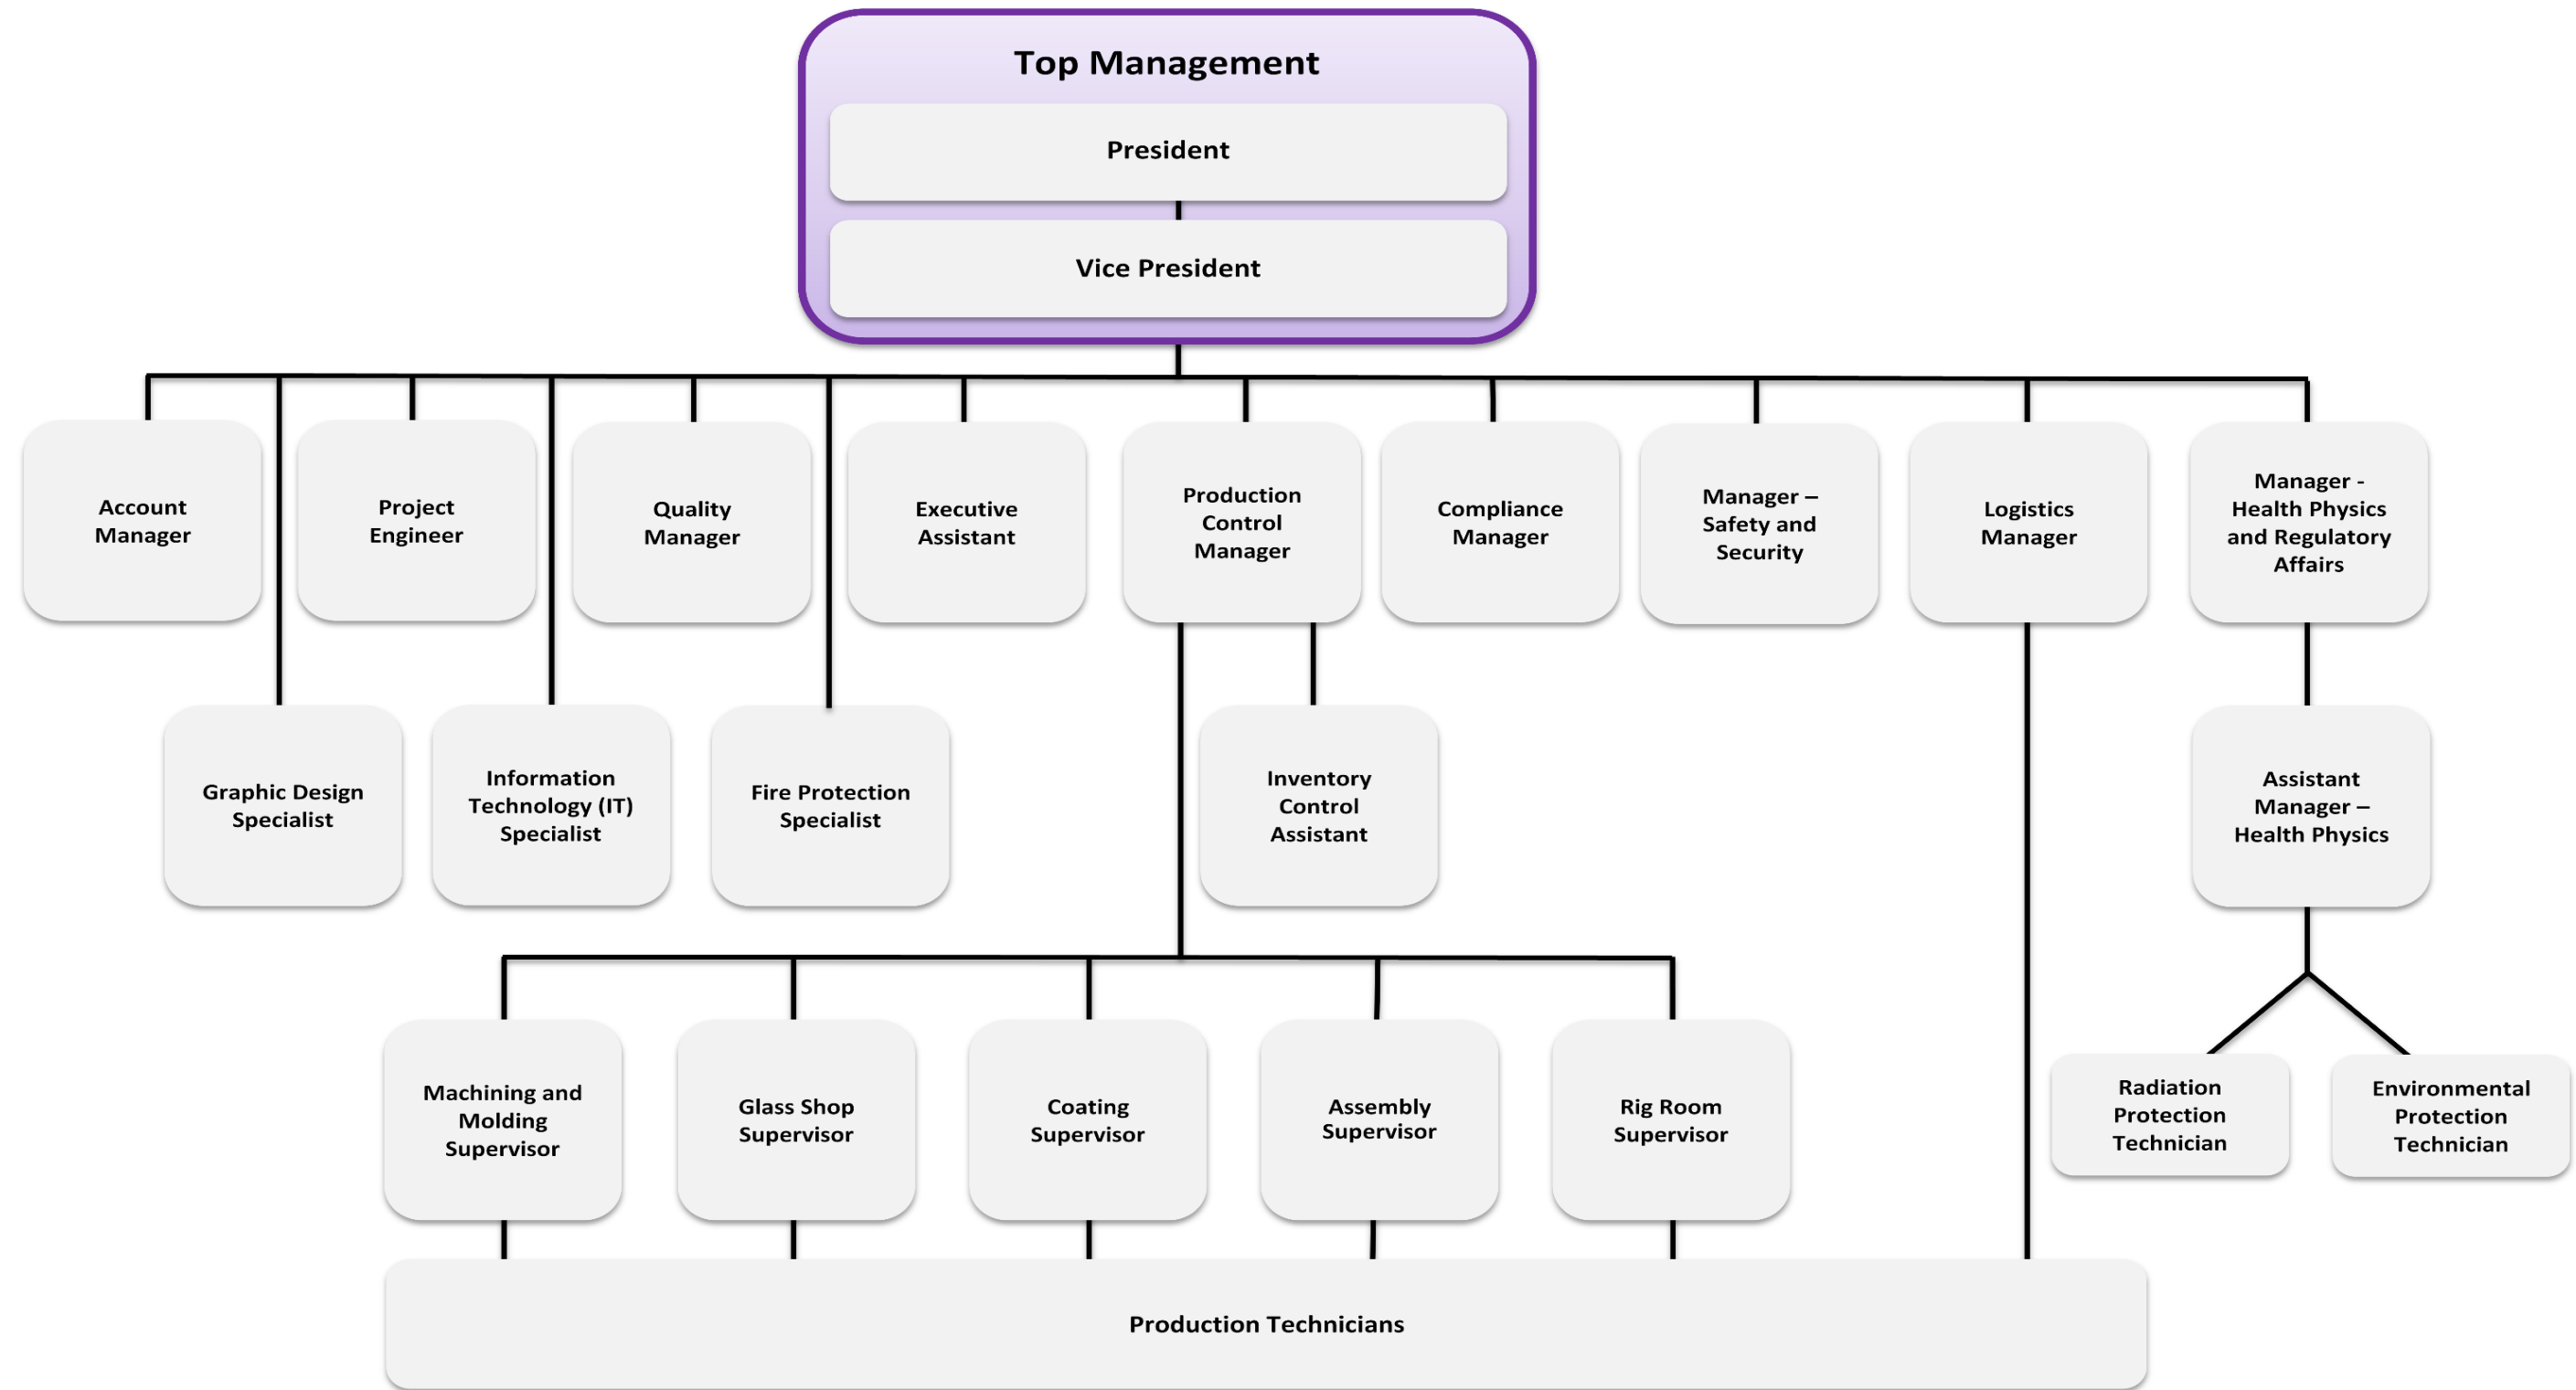 Top Management
President
Vice President
Account
Manager
Project
Engineer
Quality
Manager
Executive
Assistant
Production
Control
Manager
Compliance
Manager
Manager –
Safety and
Security
Logistics
Manager
Manager -
Health Physics
and Regulatory
Affairs
Graphic Design
Specialist
Information
Technology (IT)
Specialist
Fire Protection
Specialist
Inventory
Control
Assistant
Assistant
Manager –
Health Physics
Machining and
Molding
Supervisor
Glass Shop
Supervisor
Coating
Supervisor
Assembly
Supervisor
Rig Room
Supervisor
Radiation
Protection
Technician
Environmental
Protection
Technician
Production Technicians